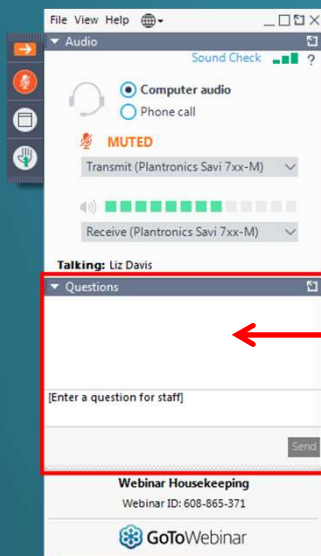 File View Help
Audio
Sound Check ?
Computer audio
Phone call
MUTED
Transmit (Plantronics Savi 7xx-M)
Receive (Plantronics Savi 7xx-M)
Talking: Liz Davis
Questions
[Enter a question for staff]
Send
Webinar Housekeeping
Webinar ID: 608-865-371
GoToWebinar